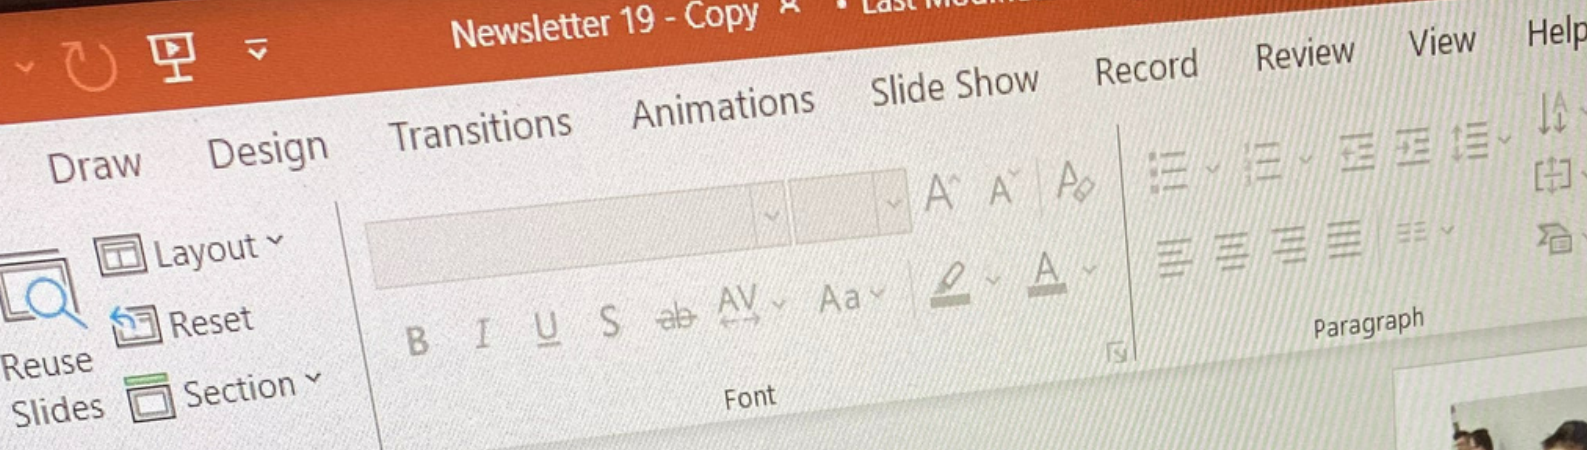 Newsletter 19 - Copy
Draw Design Transitions Animations Slide Show Record Review View Help
Layout
Reset
Section
Reuse
Slides
B I U S ab AV Aa A
A A A
Font
Paragraph